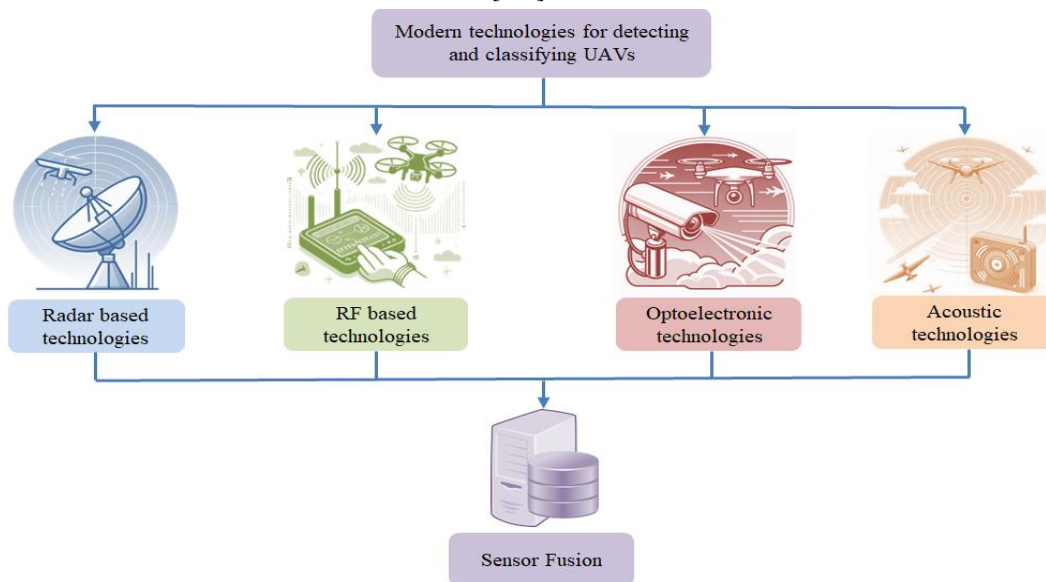 Modern technologies for detecting
and classifying UAVs
Radar based
technologies
RF based
technologies
Optoelectronic
technologies
Acoustic
technologies
Sensor Fusion